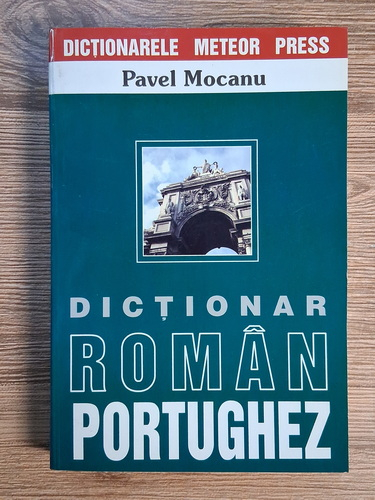 DICȚIONARELE METEOR PRESS
Pavel Mocanu
DICȚIONAR
ROMÂN
PORTUGHEZ